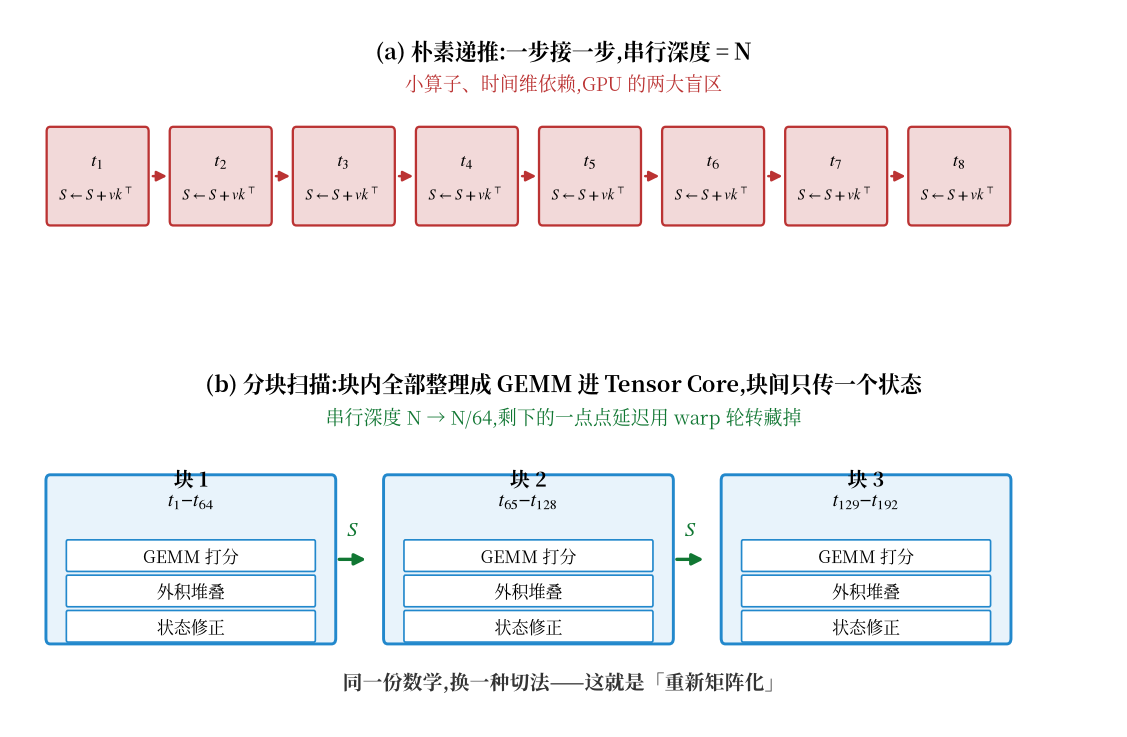 (a) 朴素递推:一步接一步,串行深度 = N
小算子、时间维依赖,GPU 的两大盲区
t₁ t₂ t₃ t₄ t₅ t₆ t₇ t₈
S ← S + vk⊤ S ← S + vk⊤ S ← S + vk⊤ S ← S + vk⊤ S ← S + vk⊤ S ← S + vk⊤ S ← S + vk⊤ S ← S + vk⊤
(b) 分块扫描:块内全部整理成 GEMM 进 Tensor Core,块间只传一个状态
串行深度 N → N/64,剩下的一点点延迟用 warp 轮转藏掉
块 1 块 2 块 3
t₁–t₆₄ t₆₅–t₁₂₈ t₁₂₉–t₁₉₂
S S
GEMM 打分 GEMM 打分 GEMM 打分
外积堆叠 外积堆叠 外积堆叠
状态修正 状态修正 状态修正
同一份数学,换一种切法——这就是「重新矩阵化」